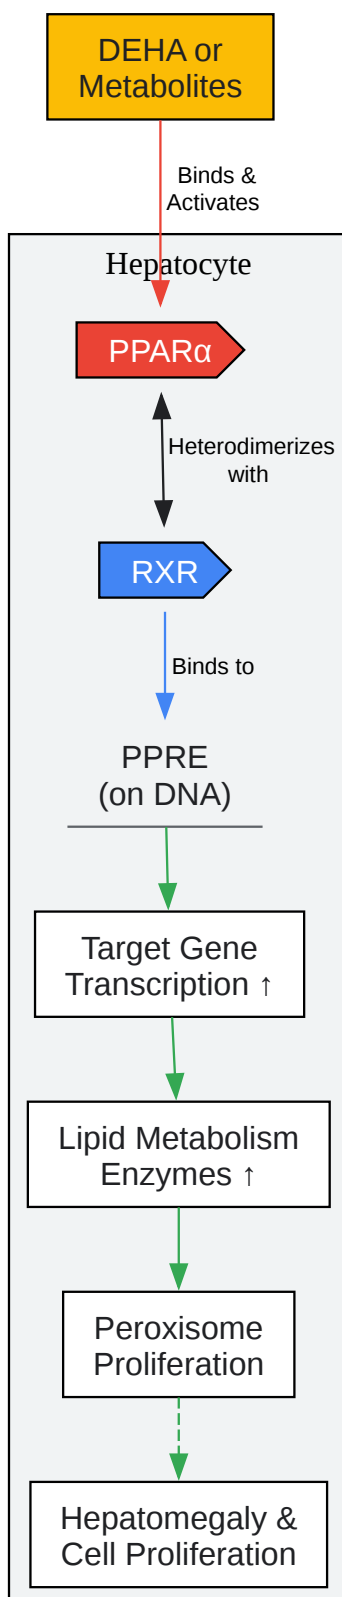 DEHA or
Metabolites
Binds &
Activates
Hepatocyte
PPARα
Heterodimerizes
with
RXR
Binds to
PPRE
(on DNA)
Target Gene
Transcription ↑
Lipid Metabolism
Enzymes ↑
Peroxisome
Proliferation
Hepatomegaly &
Cell Proliferation